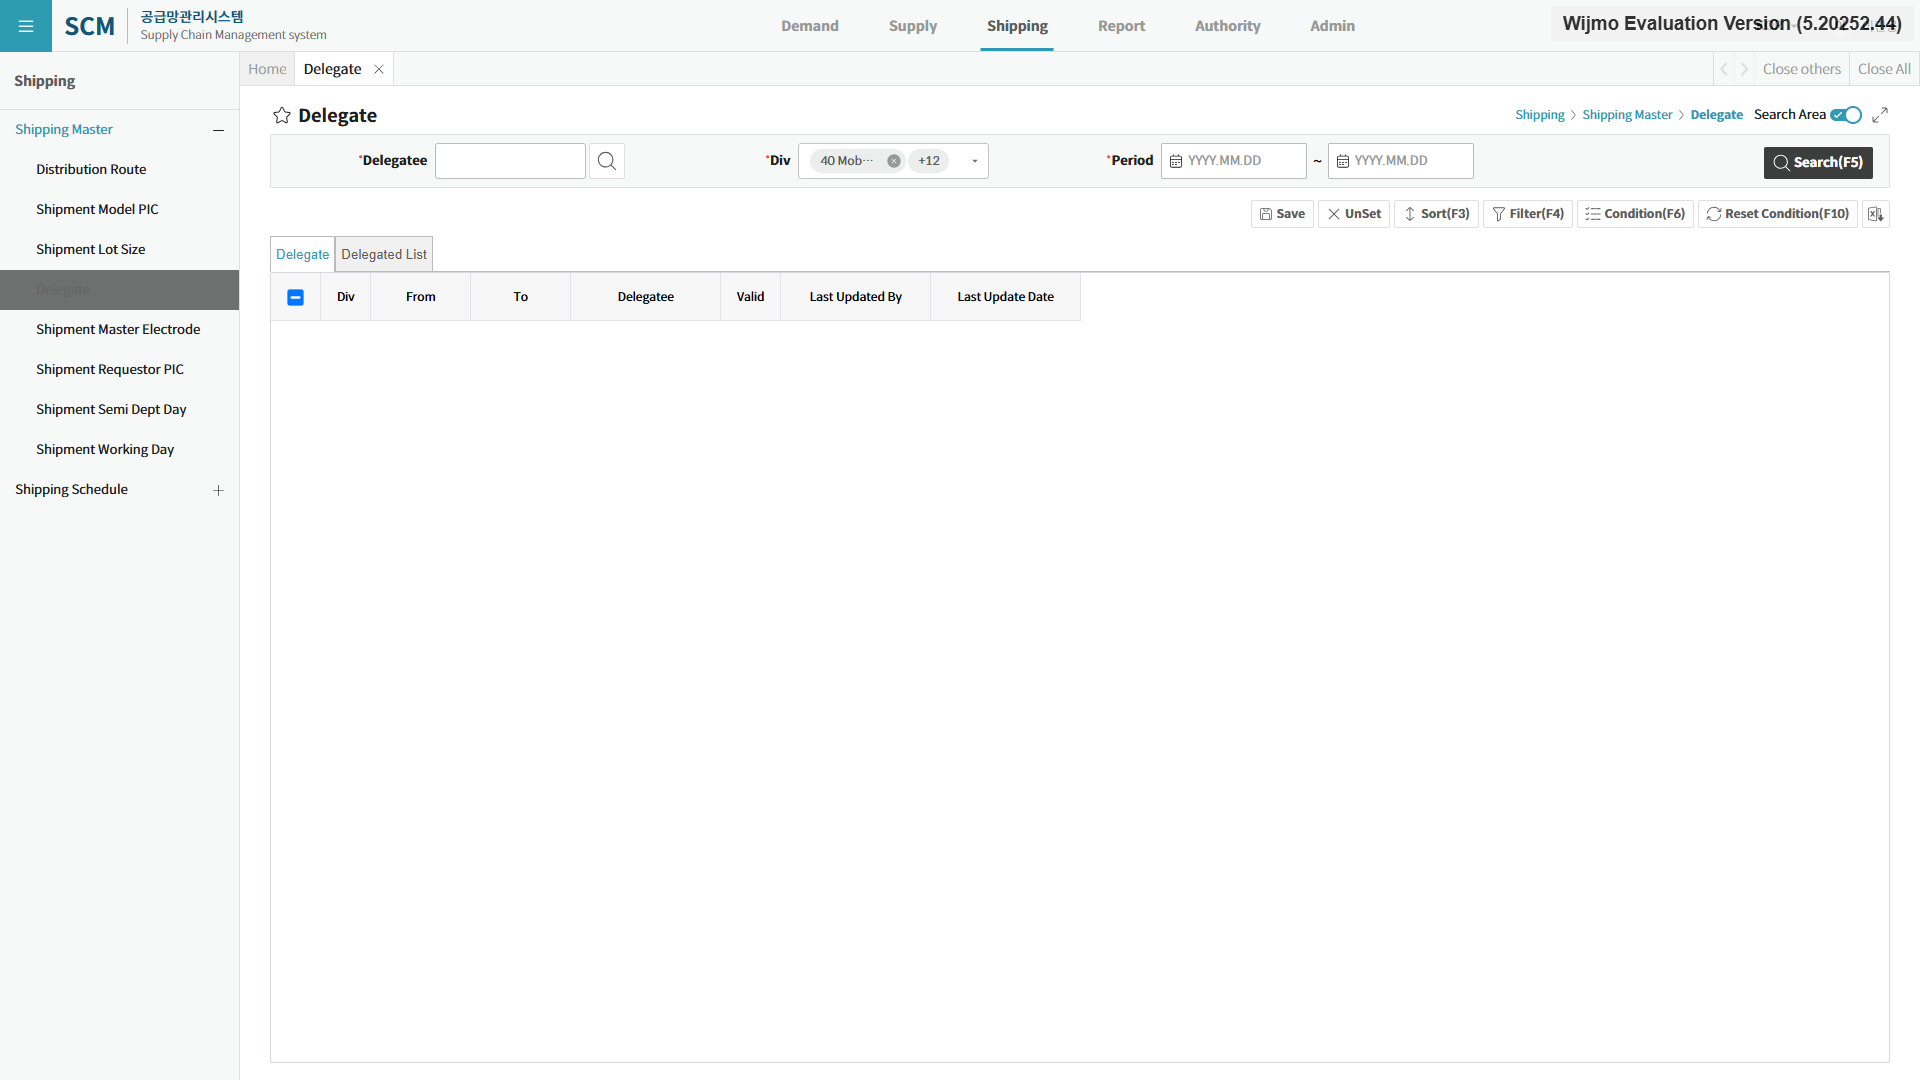 SCM
공급망관리시스템
Supply Chain Management system
Demand
Supply
Shipping
Report
Authority
Admin
Wijmo Evaluation Version (5.20252.44)
Shipping
Home
Delegate
Close others
Close All
Shipping Master
Distribution Route
Shipment Model PIC
Shipment Lot Size
Delegate
Shipment Master Electrode
Shipment Requestor PIC
Shipment Semi Dept Day
Shipment Working Day
Shipping Schedule
Delegate
Shipping > Shipping Master > Delegate
Search Area
*Delegatee
*Div
40 Mob···
+12
*Period
YYYY.MM.DD
~
YYYY.MM.DD
Search(F5)
Save
UnSet
Sort(F3)
Filter(F4)
Condition(F6)
Reset Condition(F10)
Delegate
Delegated List
Div
From
To
Delegatee
Valid
Last Updated By
Last Update Date